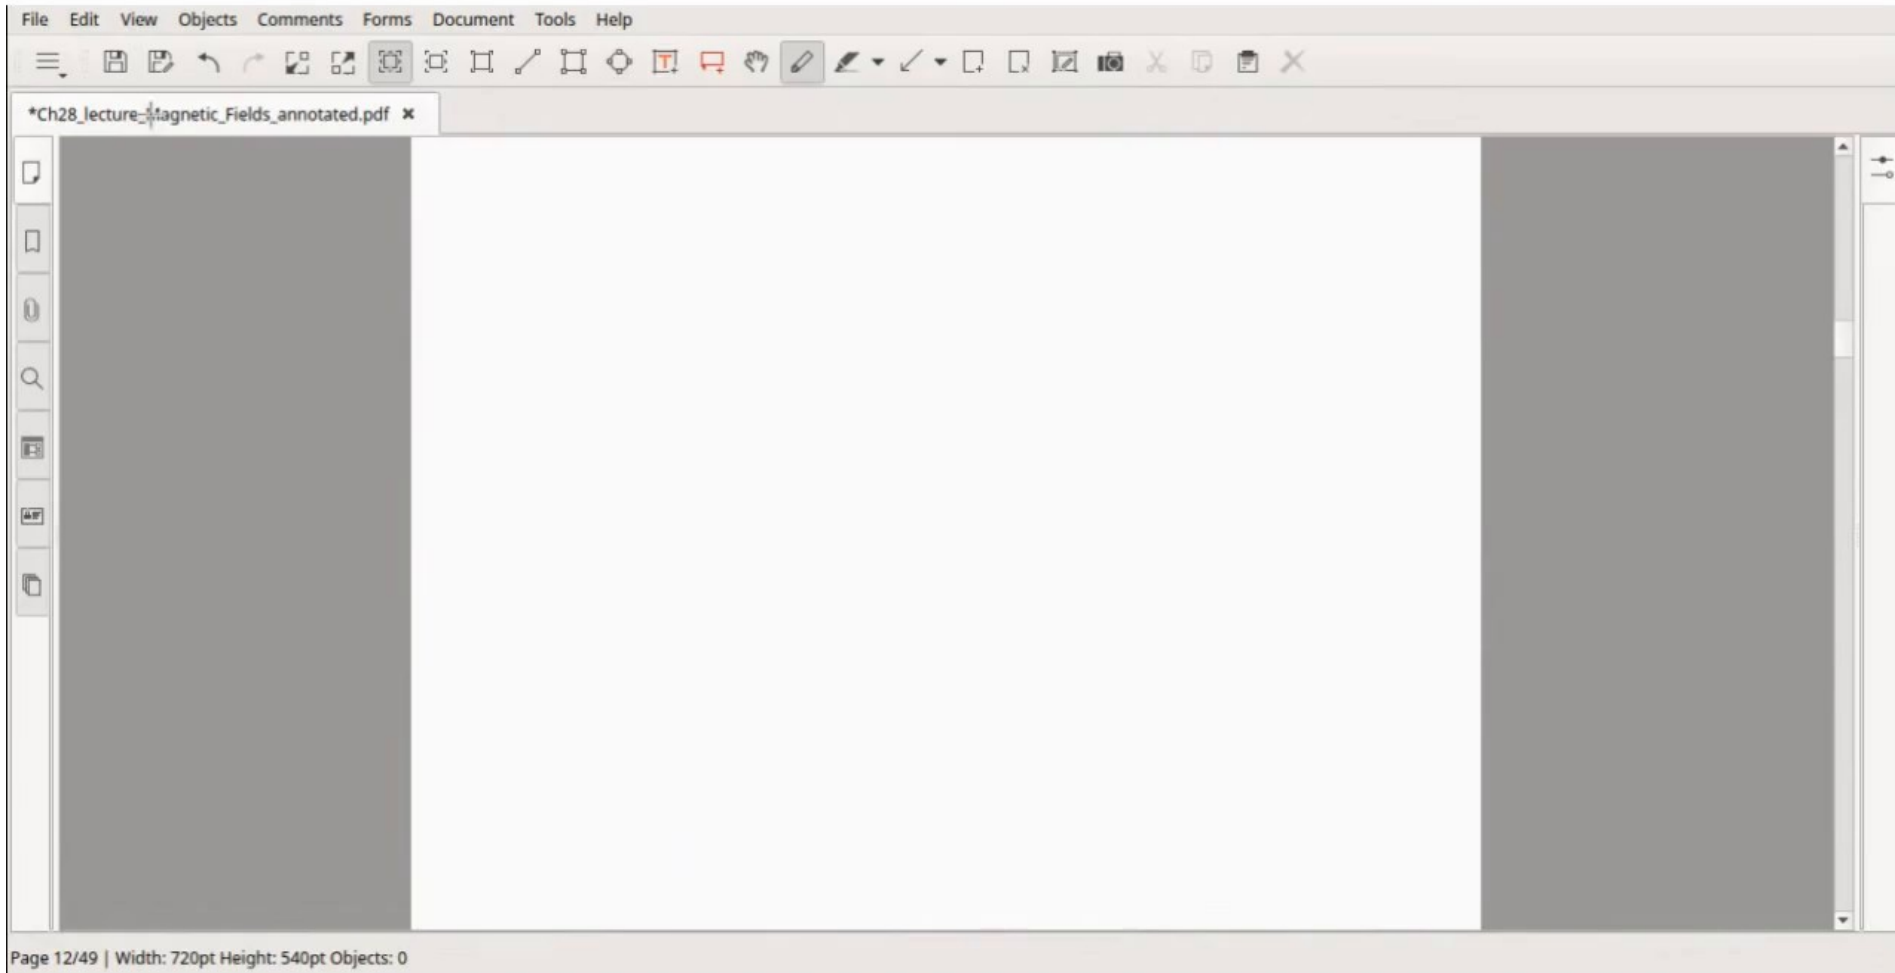 File Edit View Objects Comments Forms Document Tools Help
*Ch28_lecture_Magnetic_Fields_annotated.pdf
Page 12/49 | Width: 720pt Height: 540pt Objects: 0